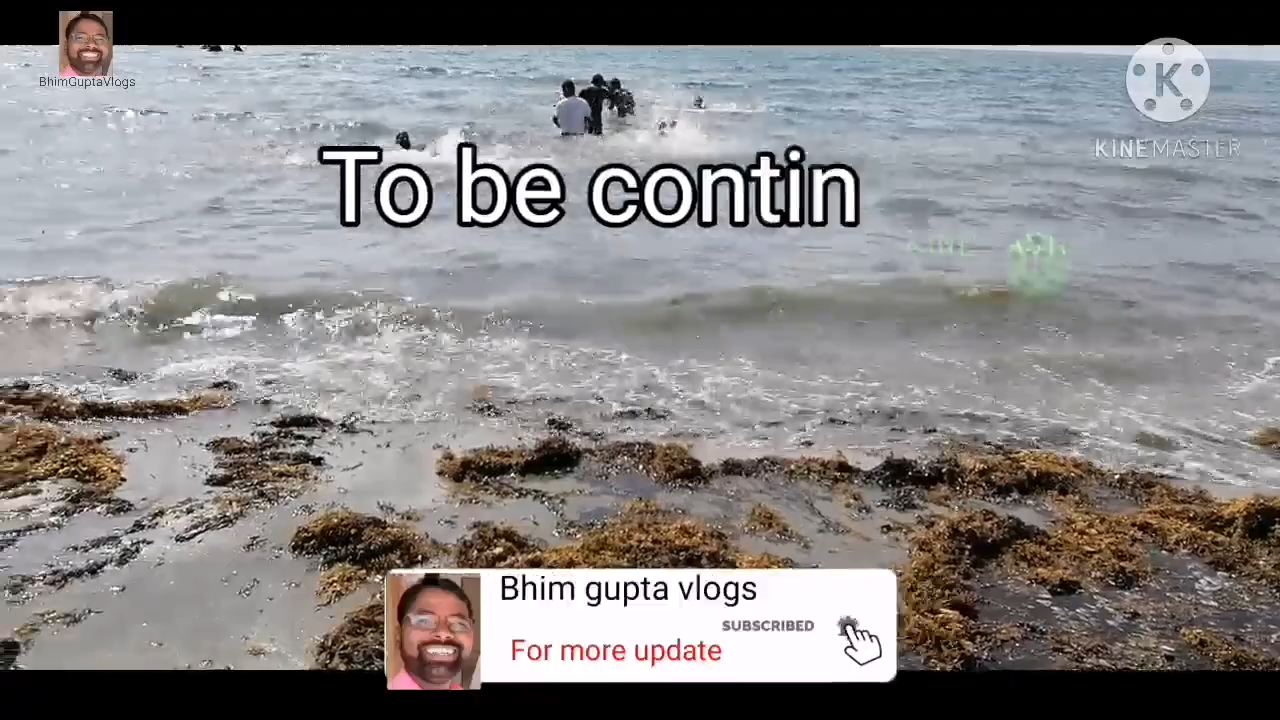 BhimGuptaVlogs
KINEMASTER
To be contin
Bhim gupta vlogs
SUBSCRIBED
For more update